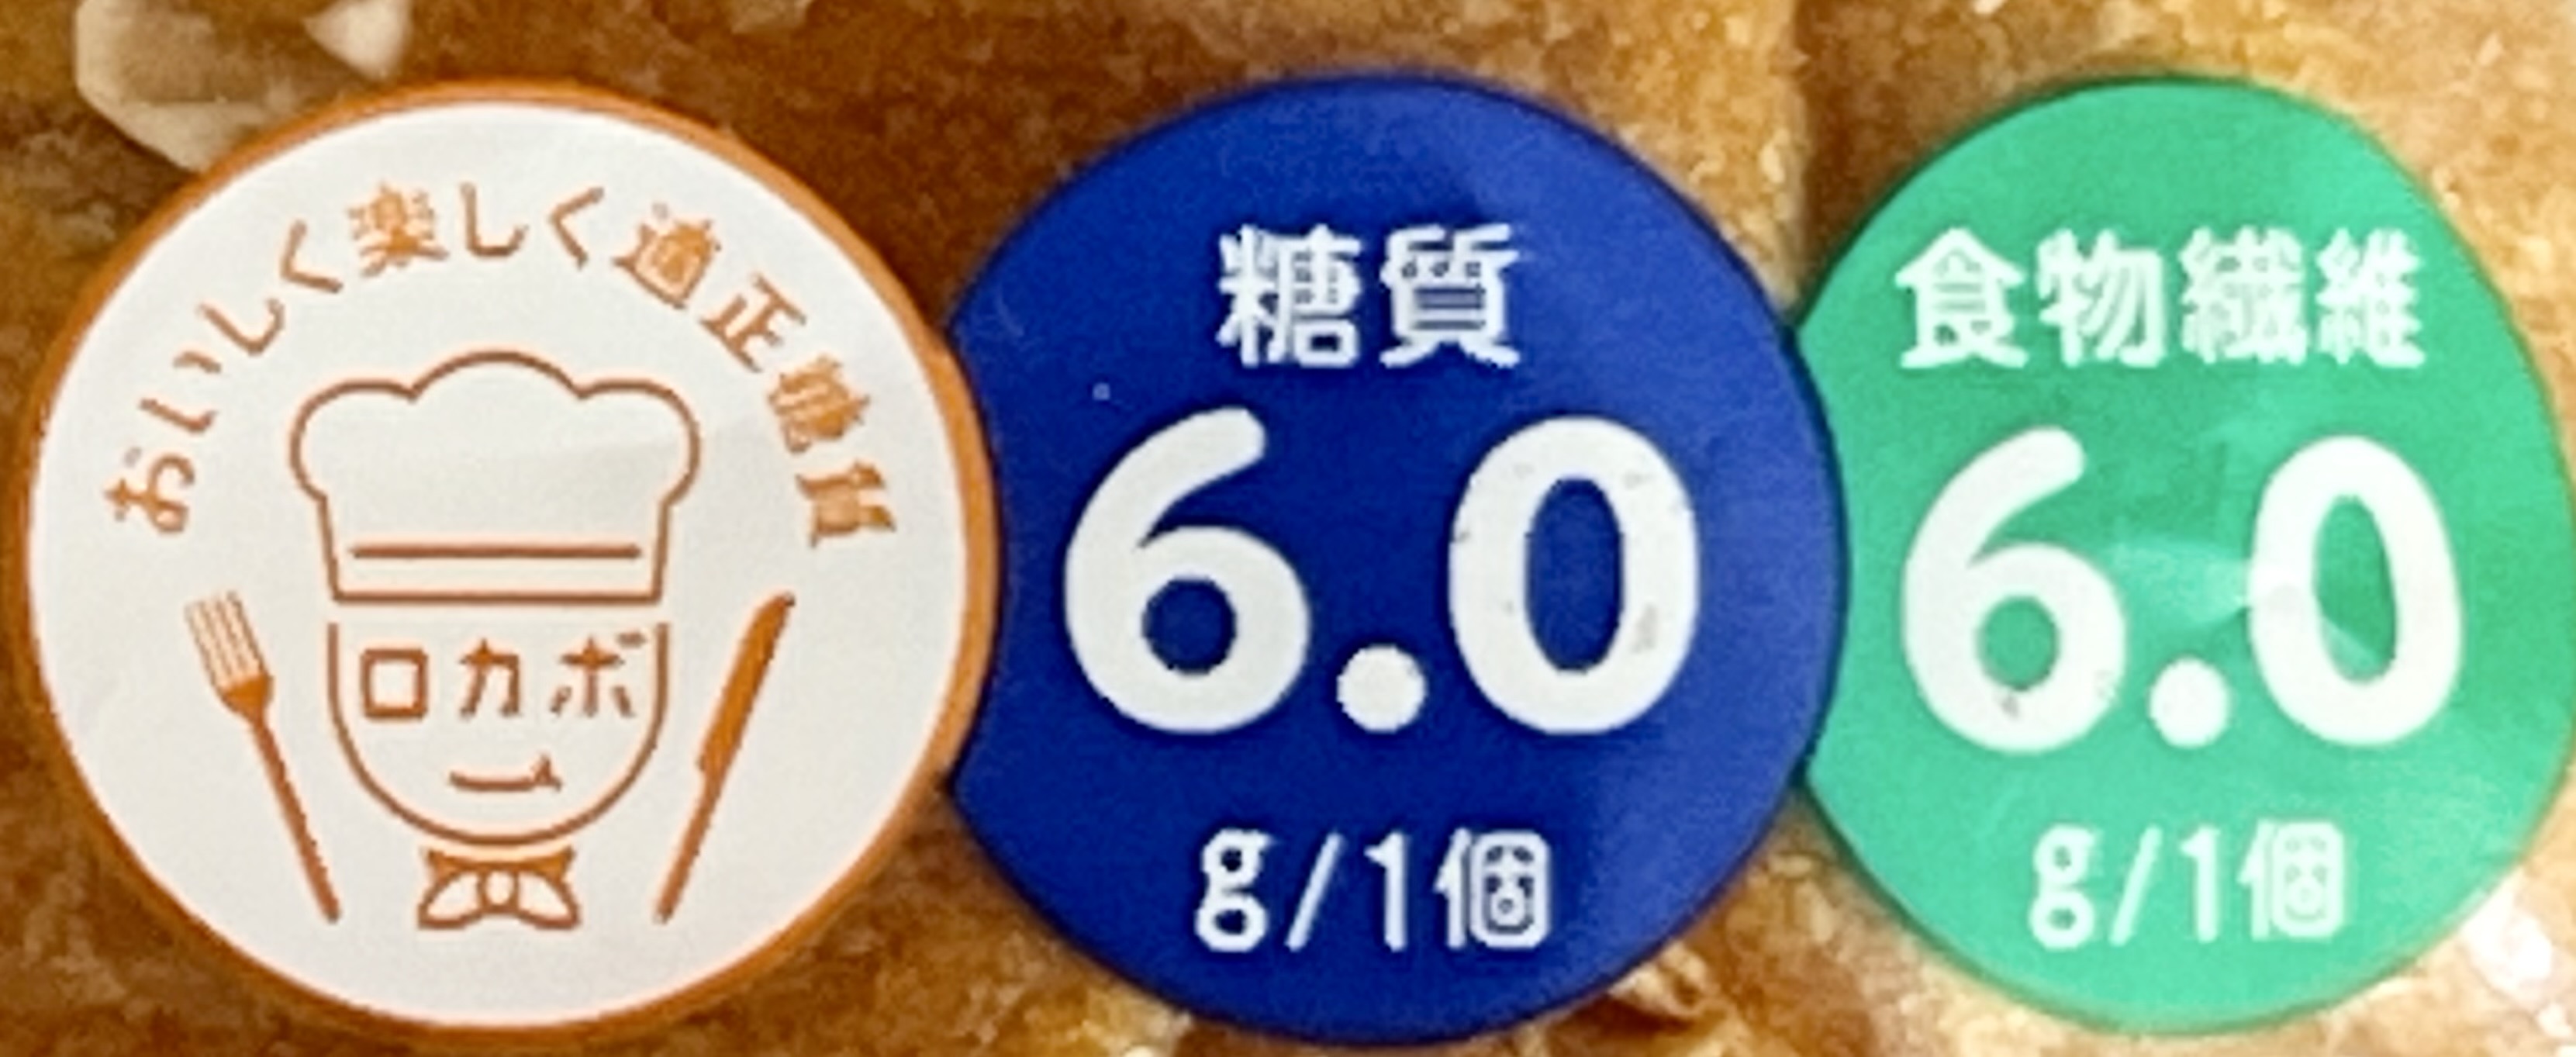 おいしく楽しく適正糖質
ロカボ
糖質
6.0
g/1個
食物繊維
6.0
g/1個